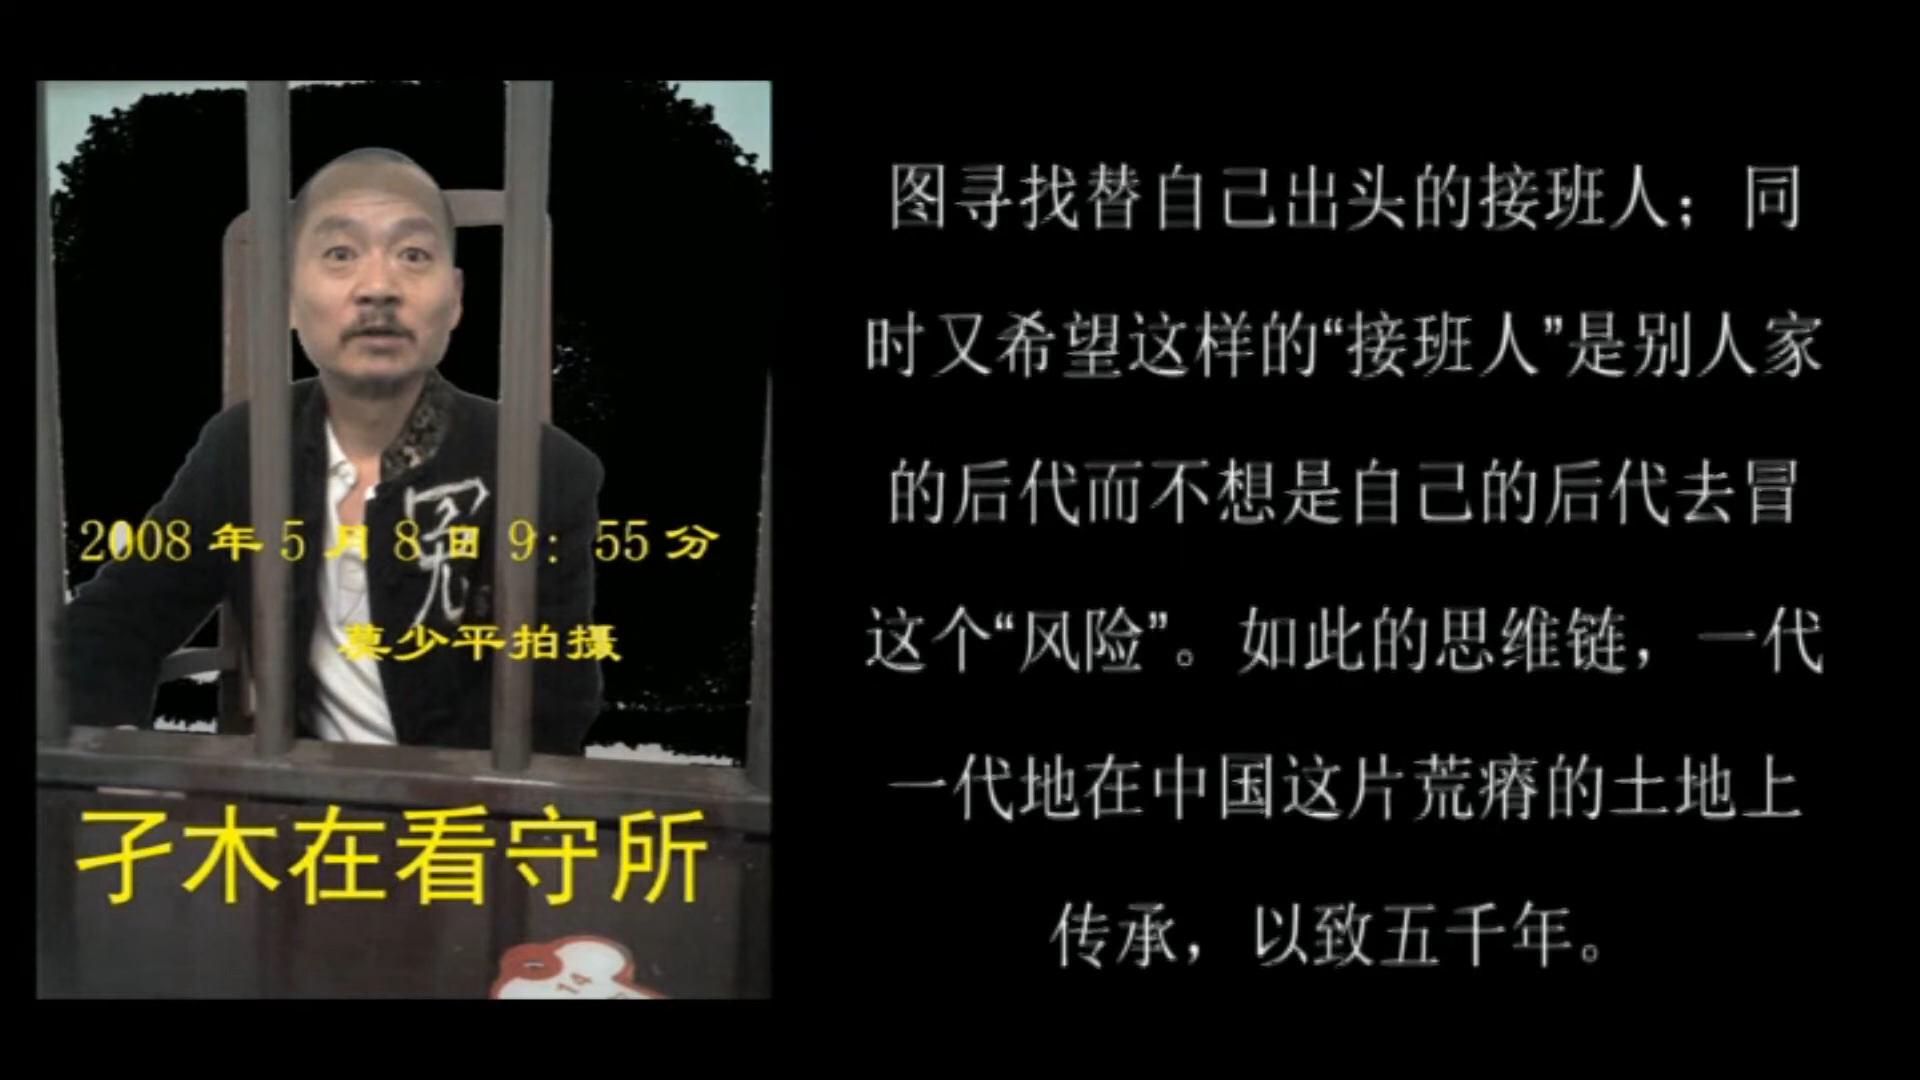 2008年5月8日9：55分
冤
莫少平拍摄
孑木在看守所
14
图寻找替自己出头的接班人；同
时又希望这样的“接班人”是别人家
的后代而不想是自己的后代去冒
这个“风险”。如此的思维链，一代
一代地在中国这片荒瘠的土地上
传承，以致五千年。